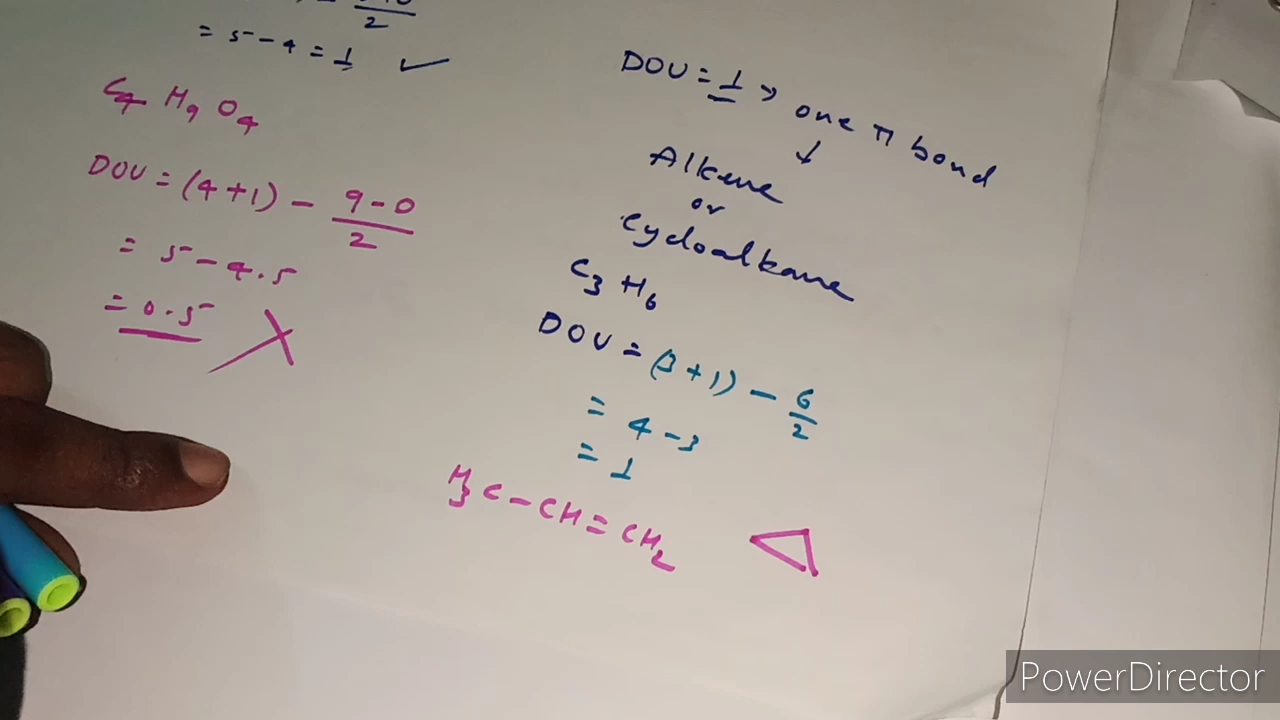 2
= 5 - 4 = 1 ✓
C4 H9 O4
DOU = (4+1) - 9-0/2
= 5 - 4.5
= 0.5 ✗
DOU = 1 → one π bond
↓
Alkene
or
Cycloalkane
C3 H6
DOU = (3+1) - 6/2
= 4 - 3
= 1
H3C-CH=CH2
PowerDirector